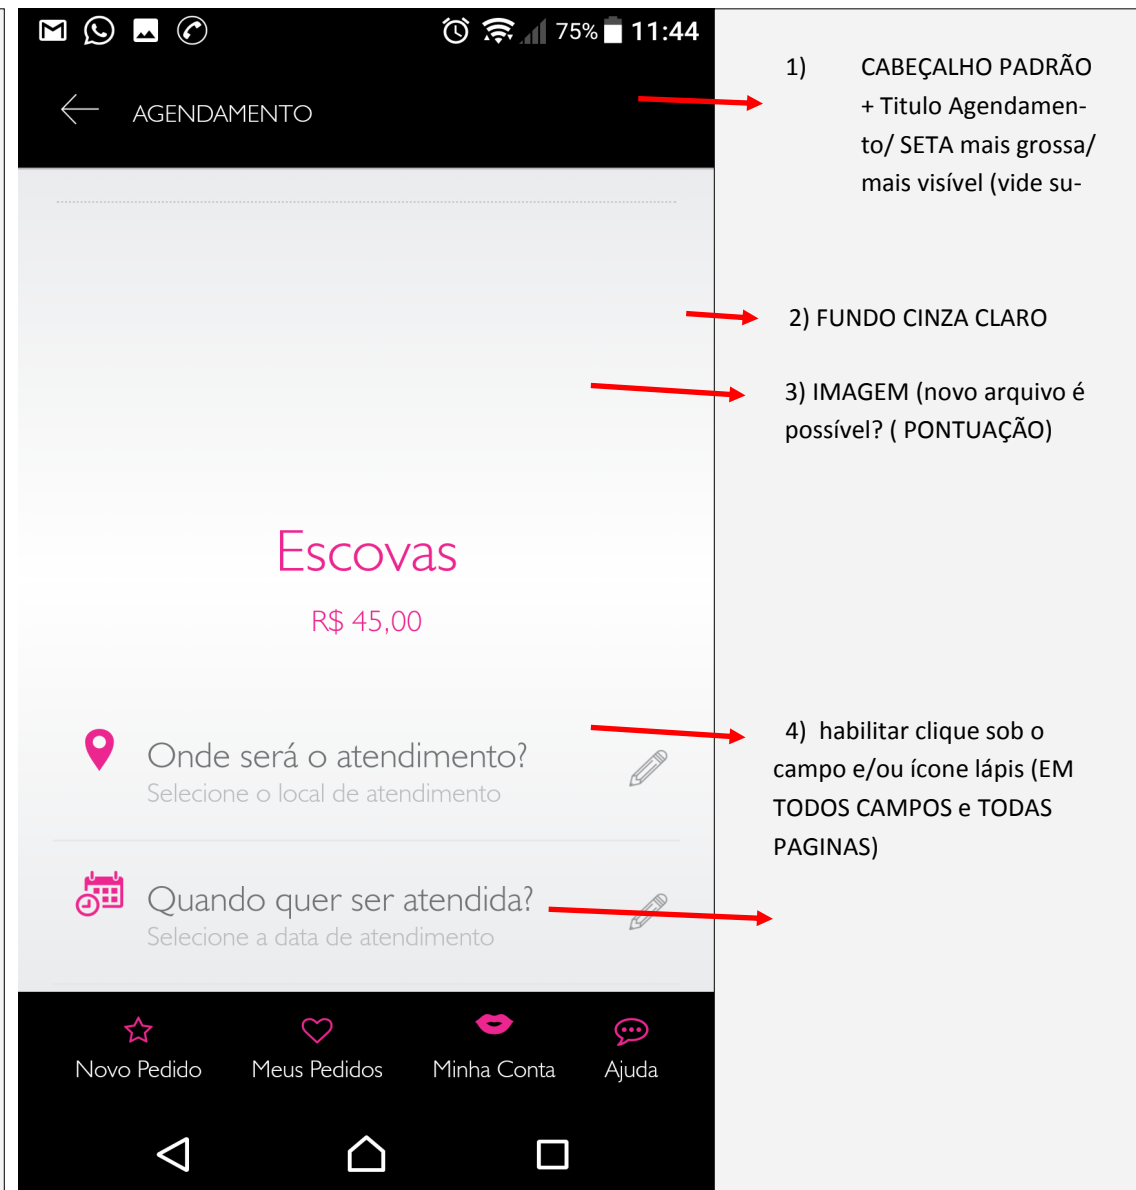 75% 11:44
AGENDAMENTO
Escovas
R$ 45,00
Onde será o atendimento?
Selecione o local de atendimento
Quando quer ser atendida?
Selecione a data de atendimento
Novo Pedido Meus Pedidos Minha Conta Ajuda
1) CABEÇALHO PADRÃO
+ Titulo Agendamen-
to/ SETA mais grossa/
mais visível (vide su-
2) FUNDO CINZA CLARO
3) IMAGEM (novo arquivo é
possível? ( PONTUAÇÃO)
4) habilitar clique sob o
campo e/ou ícone lápis (EM
TODOS CAMPOS e TODAS
PAGINAS)